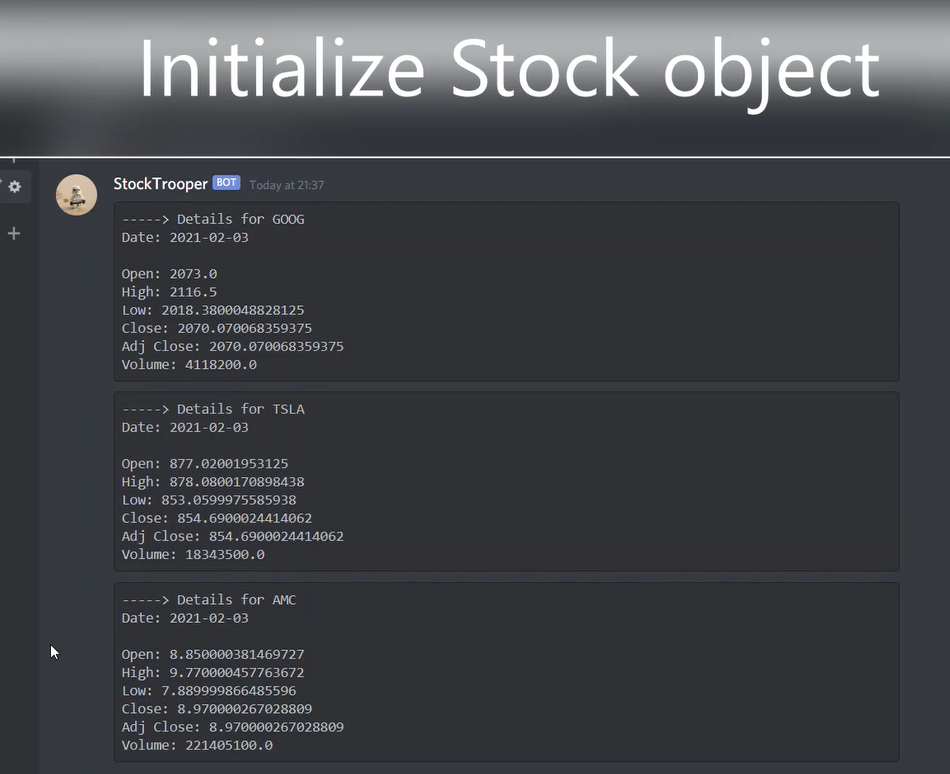 Initialize Stock object
StockTrooper BOT Today at 21:37
-----> Details for GOOG
Date: 2021-02-03
Open: 2073.0
High: 2116.5
Low: 2018.3800048828125
Close: 2070.070068359375
Adj Close: 2070.070068359375
Volume: 4118200.0
-----> Details for TSLA
Date: 2021-02-03
Open: 877.02001953125
High: 878.0800170898438
Low: 853.0599975585938
Close: 854.6900024414062
Adj Close: 854.6900024414062
Volume: 18343500.0
-----> Details for AMC
Date: 2021-02-03
Open: 8.850000381469727
High: 9.770000457763672
Low: 7.889999866485596
Close: 8.970000267028809
Adj Close: 8.970000267028809
Volume: 221405100.0